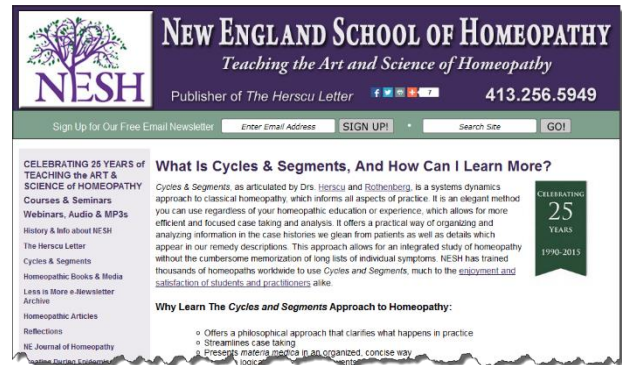 NESH
NEW ENGLAND SCHOOL OF HOMEOPATHY
Teaching the Art and Science of Homeopathy
Publisher of The Herscu Letter
7
413.256.5949
Sign Up for Our Free Email Newsletter
Enter Email Address
SIGN UP!
Search Site
GO!
CELEBRATING 25 YEARS of
TEACHING the ART &
SCIENCE of HOMEOPATHY
Courses & Seminars
Webinars, Audio & MP3s
History & Info about NESH
The Herscu Letter
Cycles & Segments
Homeopathic Books & Media
Less is More e-Newsletter
Archive
Homeopathic Articles
Reflections
NE Journal of Homeopathy
What Is Cycles & Segments, And How Can I Learn More?
Cycles & Segments, as articulated by Drs. Herscu and Rothenberg, is a systems dynamics
approach to classical homeopathy, which informs all aspects of practice. It is an elegant method
you can use regardless of your homeopathic education or experience, which allows for more
efficient and focused case taking and analysis. It offers a practical way of organizing and
analyzing information in the case histories we glean from patients as well as details which
appear in our remedy descriptions. This approach allows for an integrated study of homeopathy
without the cumbersome memorization of long lists of individual symptoms. NESH has trained
thousands of homeopaths worldwide to use Cycles and Segments, much to the enjoyment and
satisfaction of students and practitioners alike.
CELEBRATING
25
YEARS
1990-2015
Why Learn The Cycles and Segments Approach to Homeopathy:
Offers a philosophical approach that clarifies what happens in practice
Streamlines case taking
Presents materia medica in an organized, concise way